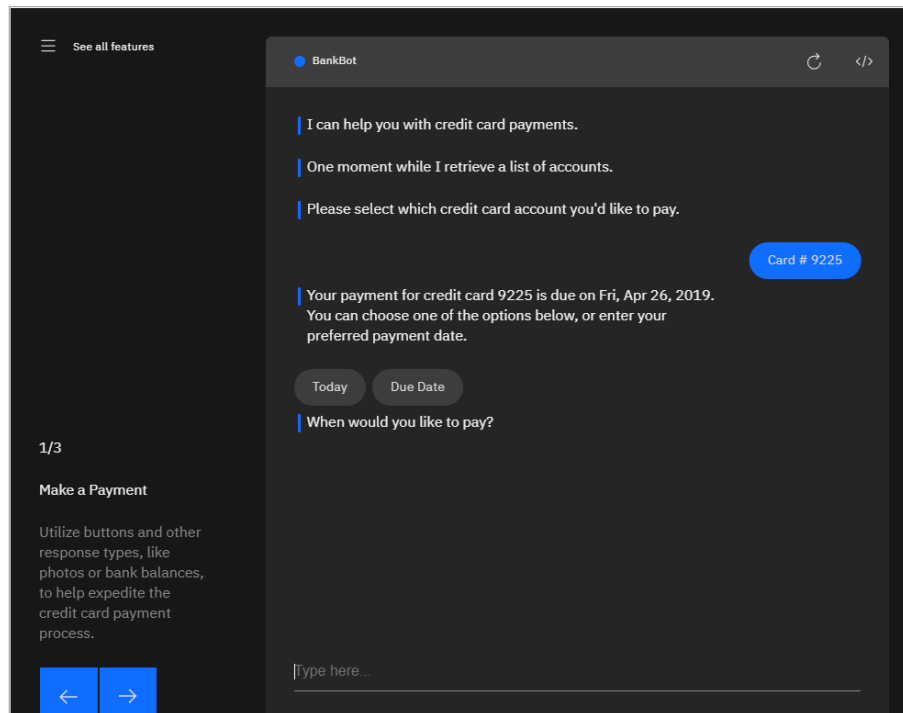 See all features
BankBot
</>
I can help you with credit card payments.
One moment while I retrieve a list of accounts.
Please select which credit card account you'd like to pay.
Card # 9225
Your payment for credit card 9225 is due on Fri, Apr 26, 2019.
You can choose one of the options below, or enter your
preferred payment date.
Today
Due Date
When would you like to pay?
1/3
Make a Payment
Utilize buttons and other
response types, like
photos or bank balances,
to help expedite the
credit card payment
process.
Type here...